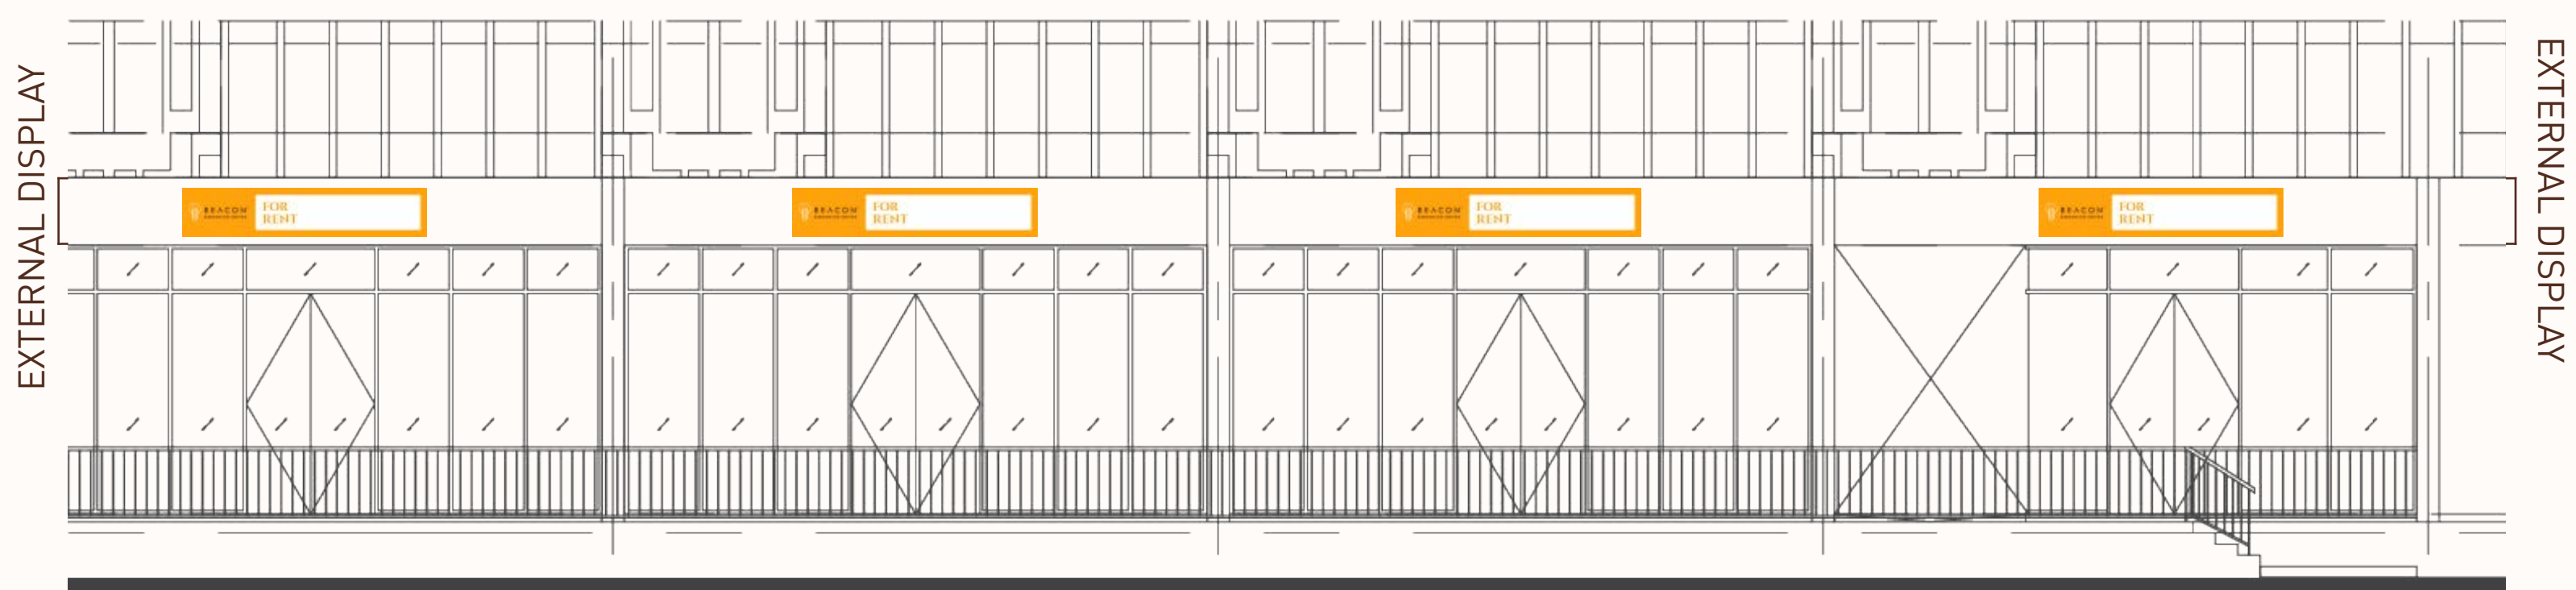 EXTERNAL DISPLAY
BEACON
FOR
RENT
BEACON
FOR
RENT
BEACON
FOR
RENT
BEACON
FOR
RENT
EXTERNAL DISPLAY